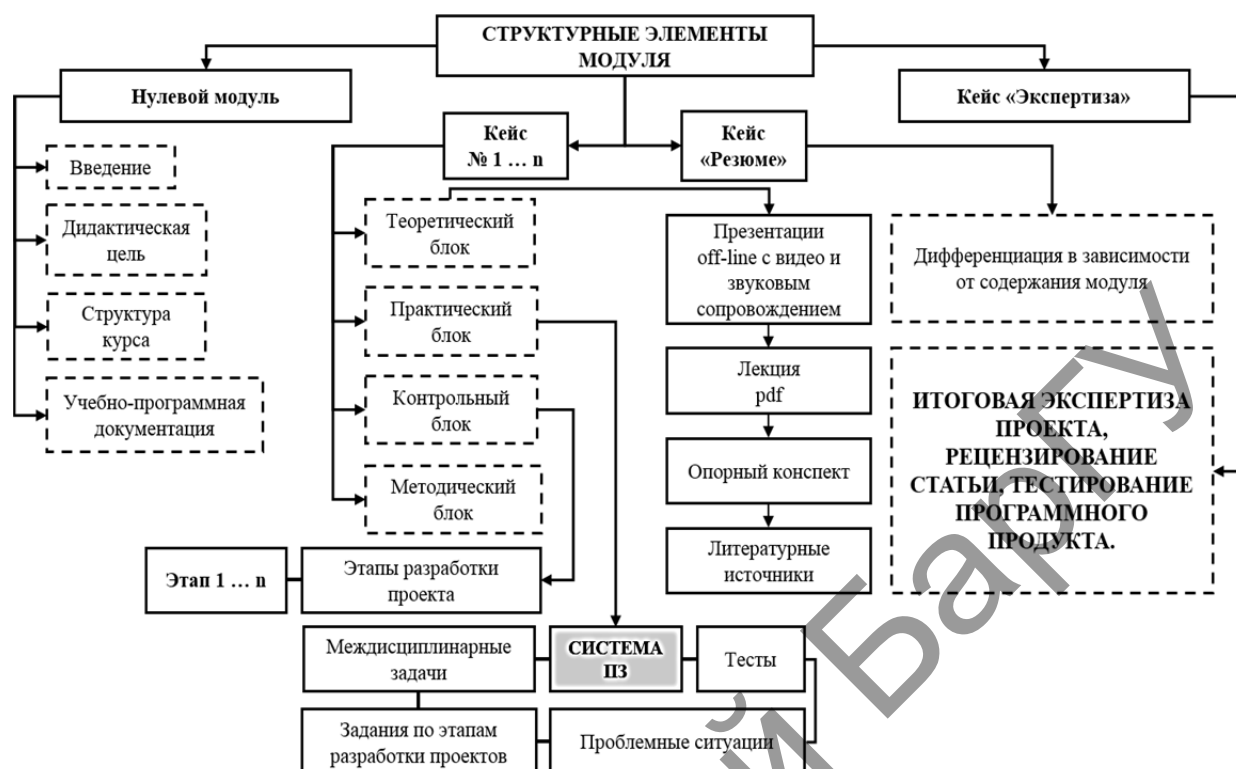 СТРУКТУРНЫЕ ЭЛЕМЕНТЫ
МОДУЛЯ
Нулевой модуль
Кейс «Экспертиза»
Кейс
№ 1 … n
Кейс
«Резюме»
Введение
Дидактическая
цель
Структура
курса
Учебно-программная
документация
Теоретический
блок
Практический
блок
Контрольный
блок
Методический
блок
Презентации
off-line с видео и
звуковым
сопровождением
Лекция
pdf
Опорный конспект
Литературные
источники
Дифференциация в зависимости
от содержания модуля
ИТОГОВАЯ ЭКСПЕРТИЗА
ПРОЕКТА,
РЕЦЕНЗИРОВАНИЕ
СТАТЬИ, ТЕСТИРОВАНИЕ
ПРОГРАММНОГО
ПРОДУКТА.
Этап 1 … n
Этапы разработки
проекта
Междисциплинарные
задачи
СИСТЕМА
ПЗ
Тесты
Задания по этапам
разработки проектов
Проблемные ситуации
БарГУ